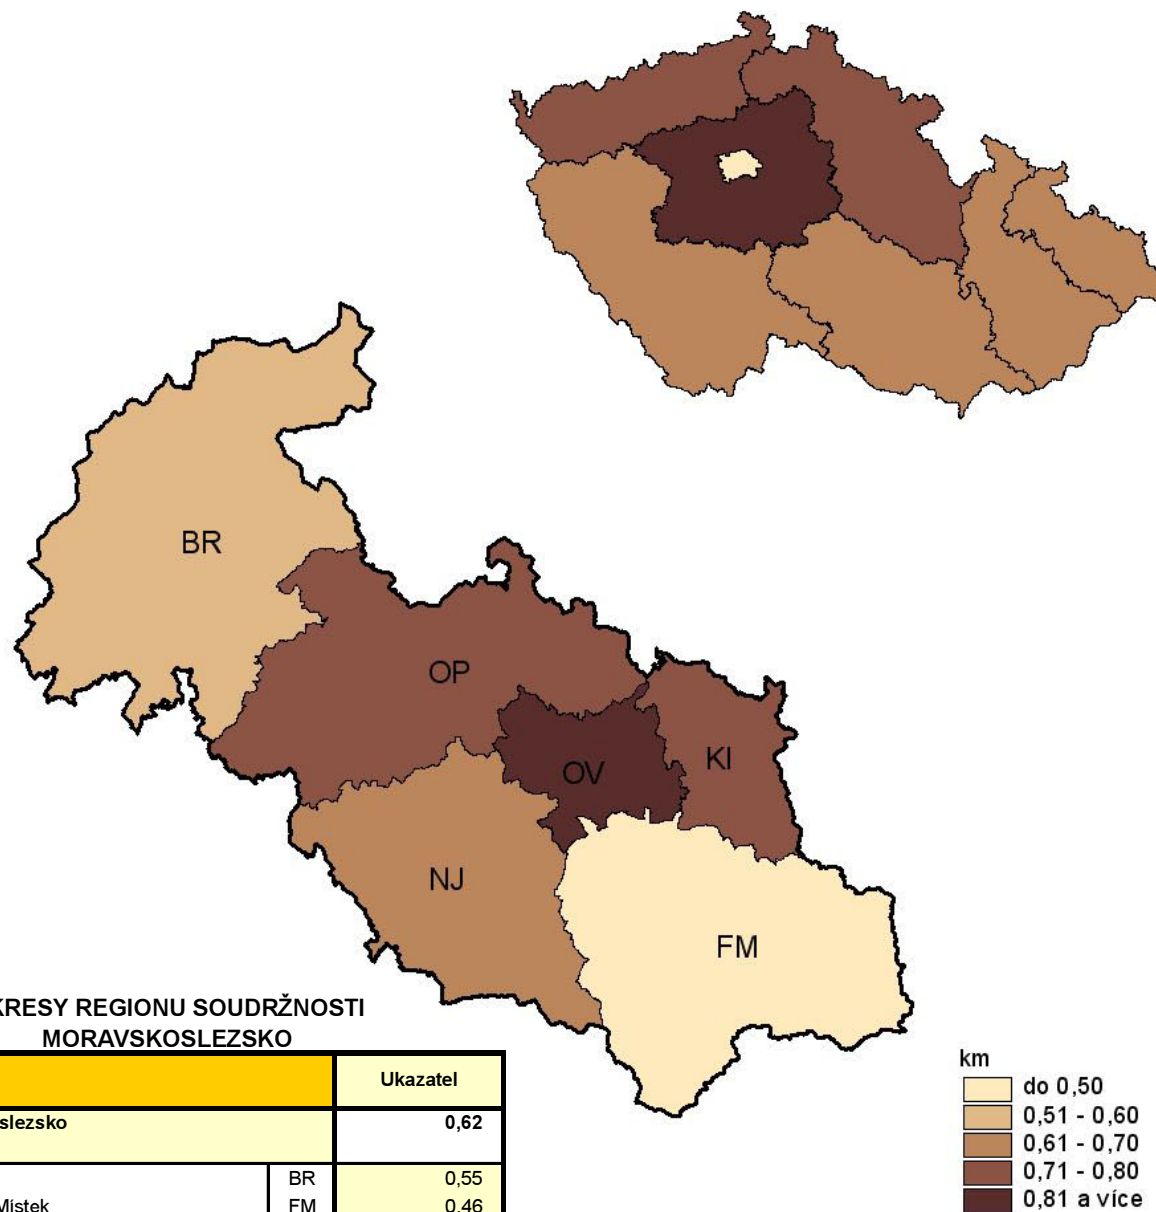 BR
OP
OV
KI
NJ
FM
KRESY REGIONU SOUDRŽNOSTI
MORAVSKOSLEZSKO
Ukazatel
slezsko 0,62
BR 0,55
Místek FM 0,46
km
do 0,50
0,51 - 0,60
0,61 - 0,70
0,71 - 0,80
0,81 a více